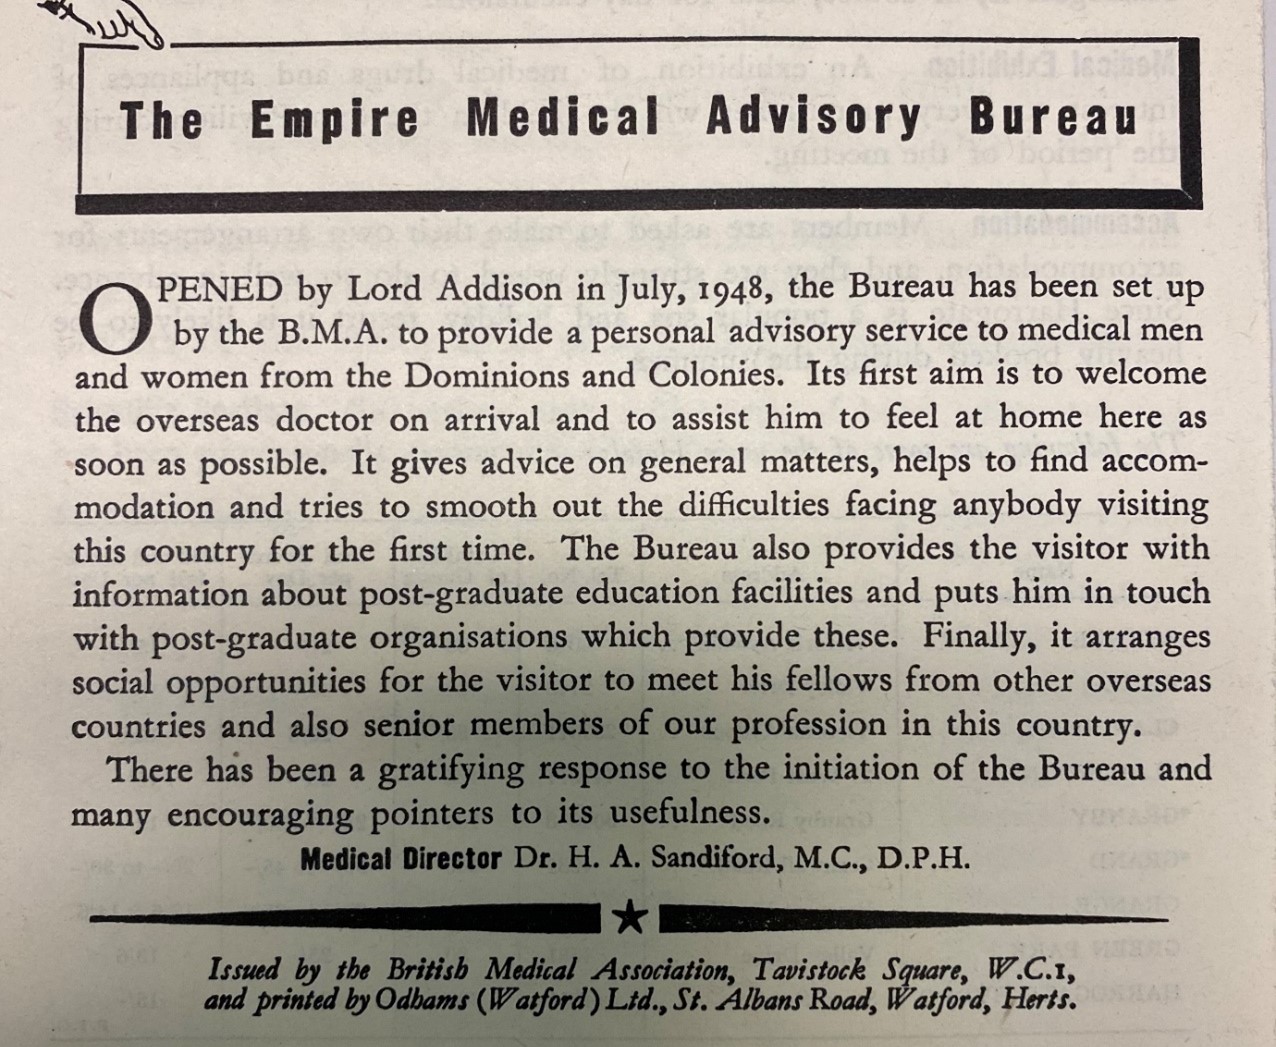 The Empire Medical Advisory Bureau
OPENED by Lord Addison in July, 1948, the Bureau has been set up
by the B.M.A. to provide a personal advisory service to medical men
and women from the Dominions and Colonies. Its first aim is to welcome
the overseas doctor on arrival and to assist him to feel at home here as
soon as possible. It gives advice on general matters, helps to find accom-
modation and tries to smooth out the difficulties facing anybody visiting
this country for the first time. The Bureau also provides the visitor with
information about post-graduate education facilities and puts him in touch
with post-graduate organisations which provide these. Finally, it arranges
social opportunities for the visitor to meet his fellows from other overseas
countries and also senior members of our profession in this country.
There has been a gratifying response to the initiation of the Bureau and
many encouraging pointers to its usefulness.
Medical Director Dr. H. A. Sandiford, M.C., D.P.H.
Issued by the British Medical Association, Tavistock Square, W.C.1,
and printed by Odhams (Watford) Ltd., St. Albans Road, Watford, Herts.